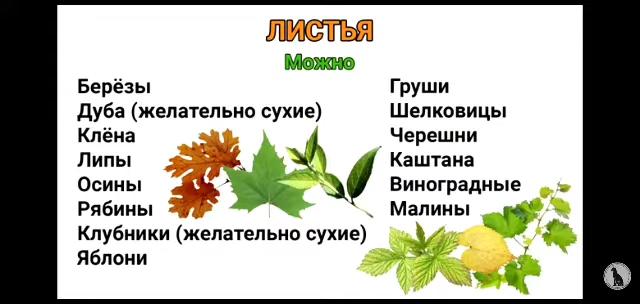 ЛИСТЬЯ
Можно
Берёзы
Дуба (желательно сухие)
Клёна
Липы
Осины
Рябины
Клубники (желательно сухие)
Яблони
Груши
Шелковицы
Черешни
Каштана
Виноградные
Малины